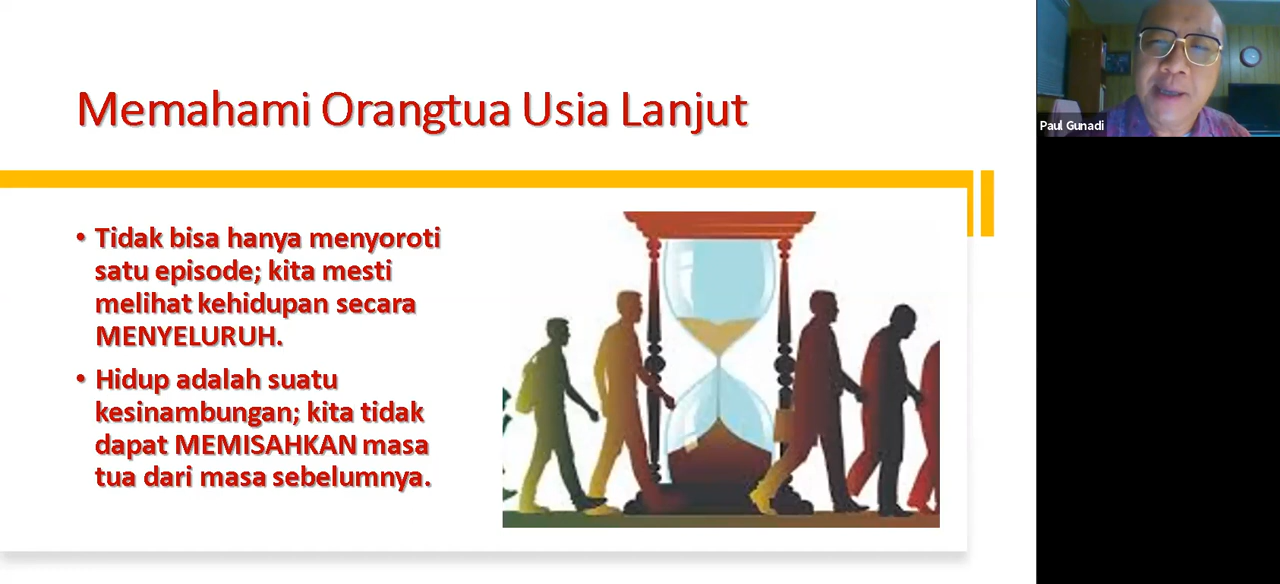 Memahami Orangtua Usia Lanjut
• Tidak bisa hanya menyoroti
satu episode; kita mesti
melihat kehidupan secara
MENYELURUH.
• Hidup adalah suatu
kesinambungan; kita tidak
dapat MEMISAHKAN masa
tua dari masa sebelumnya.
Paul Gunadi